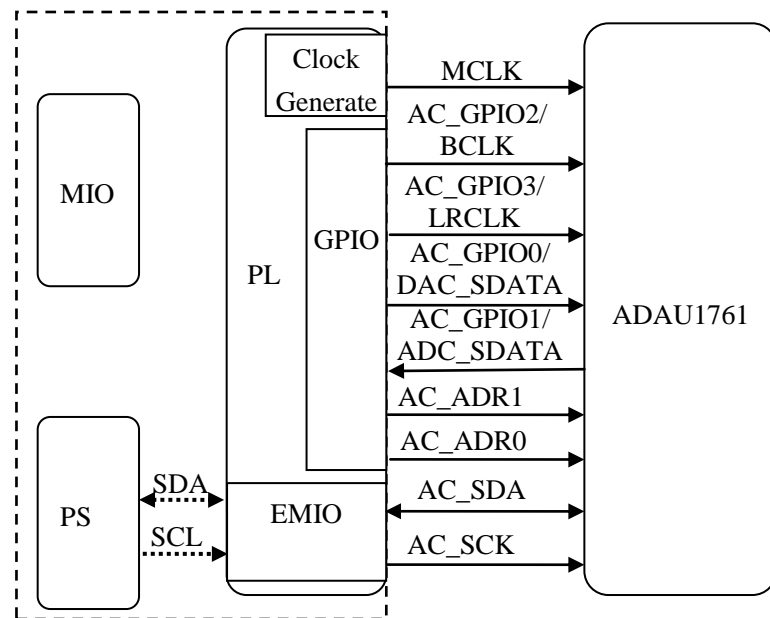 Clock
Generate
MCLK
AC_GPIO2/
BCLK
AC_GPIO3/
LRCLK
AC_GPIO0/
DAC_SDATA
AC_GPIO1/
ADC_SDATA
AC_ADR1
AC_ADR0
AC_SDA
AC_SCK
MIO
GPIO
PL
ADAU1761
SDA
PS
SCL
EMIO